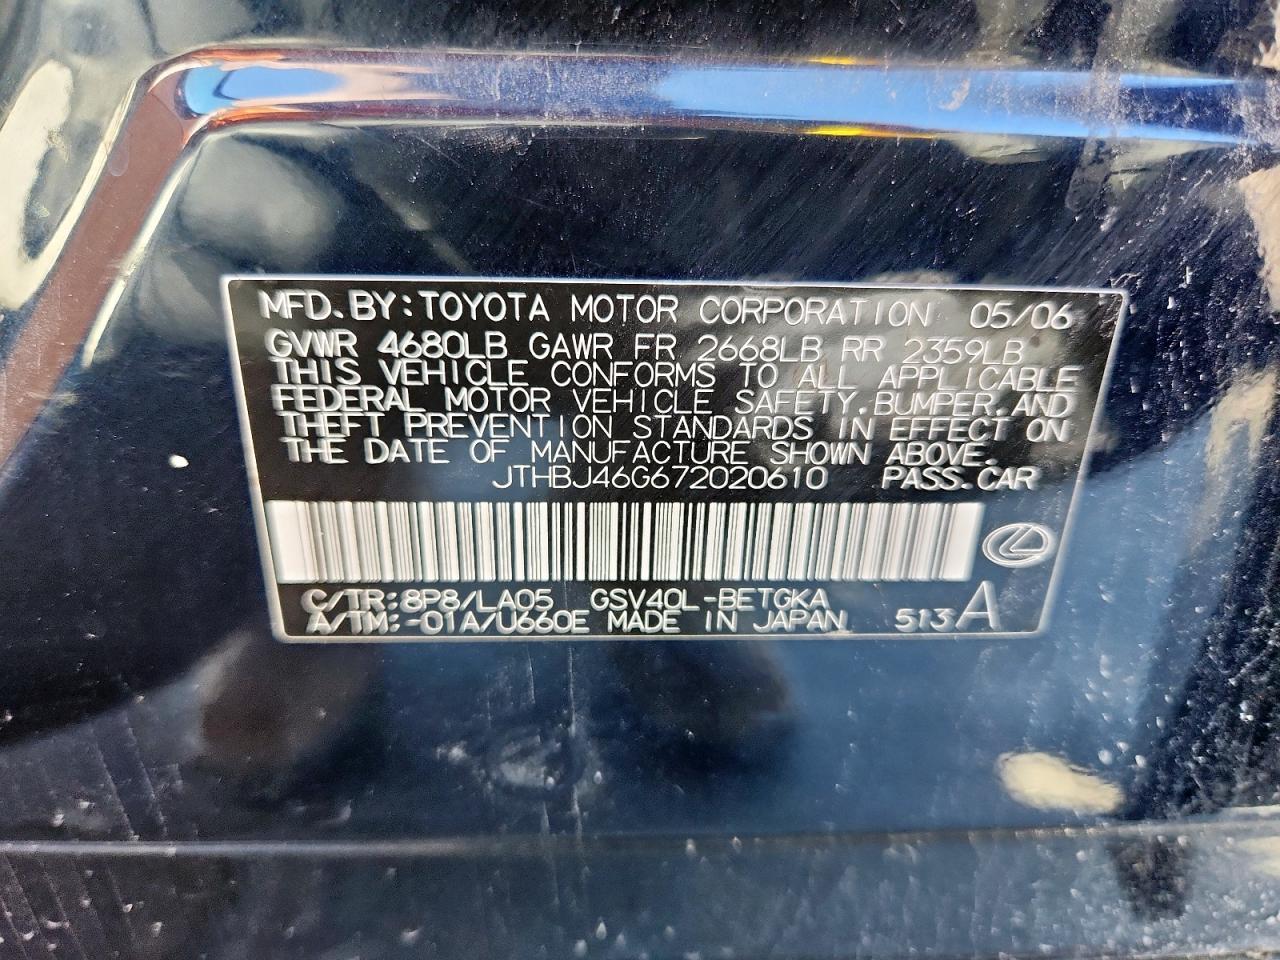 MFD. BY: TOYOTA MOTOR CORPORATION 05/06
GVWR 4680LB GAWR FR 2668LB RR 2359LB
THIS VEHICLE CONFORMS TO ALL APPLICABLE
FEDERAL MOTOR VEHICLE SAFETY, BUMPER, AND
THEFT PREVENTION STANDARDS IN EFFECT ON
THE DATE OF MANUFACTURE SHOWN ABOVE.
JTHBJ46G672020610 PASS. CAR
C/TR: 8P8/LA05 GSV40L-BETGKA
A/TM: -01A/U660E MADE IN JAPAN 513A